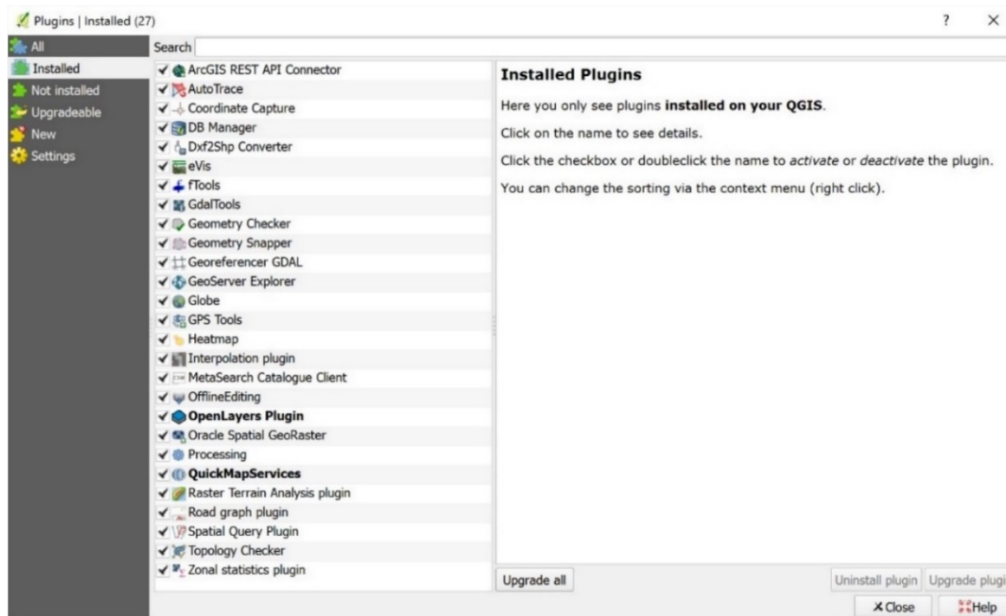 Plugins | Installed (27)
? X
All
Installed
Not installed
Upgradeable
New
Settings
Search
ArcGIS REST API Connector
AutoTrace
Coordinate Capture
DB Manager
Dxf2Shp Converter
eVis
fTools
GdalTools
Geometry Checker
Geometry Snapper
Georeferencer GDAL
GeoServer Explorer
Globe
GPS Tools
Heatmap
Interpolation plugin
MetaSearch Catalogue Client
OfflineEditing
OpenLayers Plugin
Oracle Spatial GeoRaster
Processing
QuickMapServices
Raster Terrain Analysis plugin
Road graph plugin
Spatial Query Plugin
Topology Checker
Zonal statistics plugin
Installed Plugins
Here you only see plugins installed on your QGIS.
Click on the name to see details.
Click the checkbox or doubleclick the name to activate or deactivate the plugin.
You can change the sorting via the context menu (right click).
Upgrade all
Uninstall plugin
Upgrade plugi
Close
Help